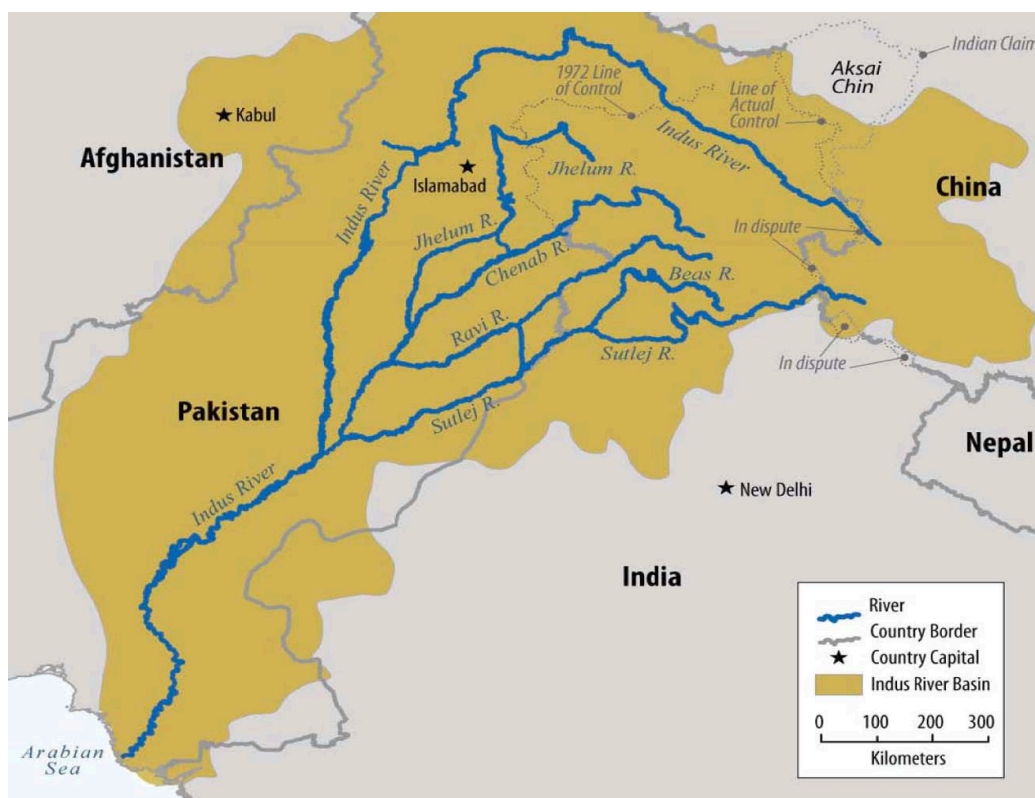 Indian Claim
Aksai
Chin
1972 Line
of Control
Line of
Actual
Control
Kabul
Afghanistan
Indus River
Islamabad
Jhelum R.
Indus River
China
Jhelum R.
In dispute
Chenab R.
Beas R.
Ravi R.
Sutlej R.
In dispute
Pakistan
Sutlej R.
Nepal
Indus River
New Delhi
India
River
Country Border
Country Capital
Indus River Basin
0 100 200 300
Kilometers
Arabian
Sea